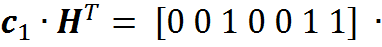 c₁ · Hᵀ = [0 0 1 0 0 1 1] ·